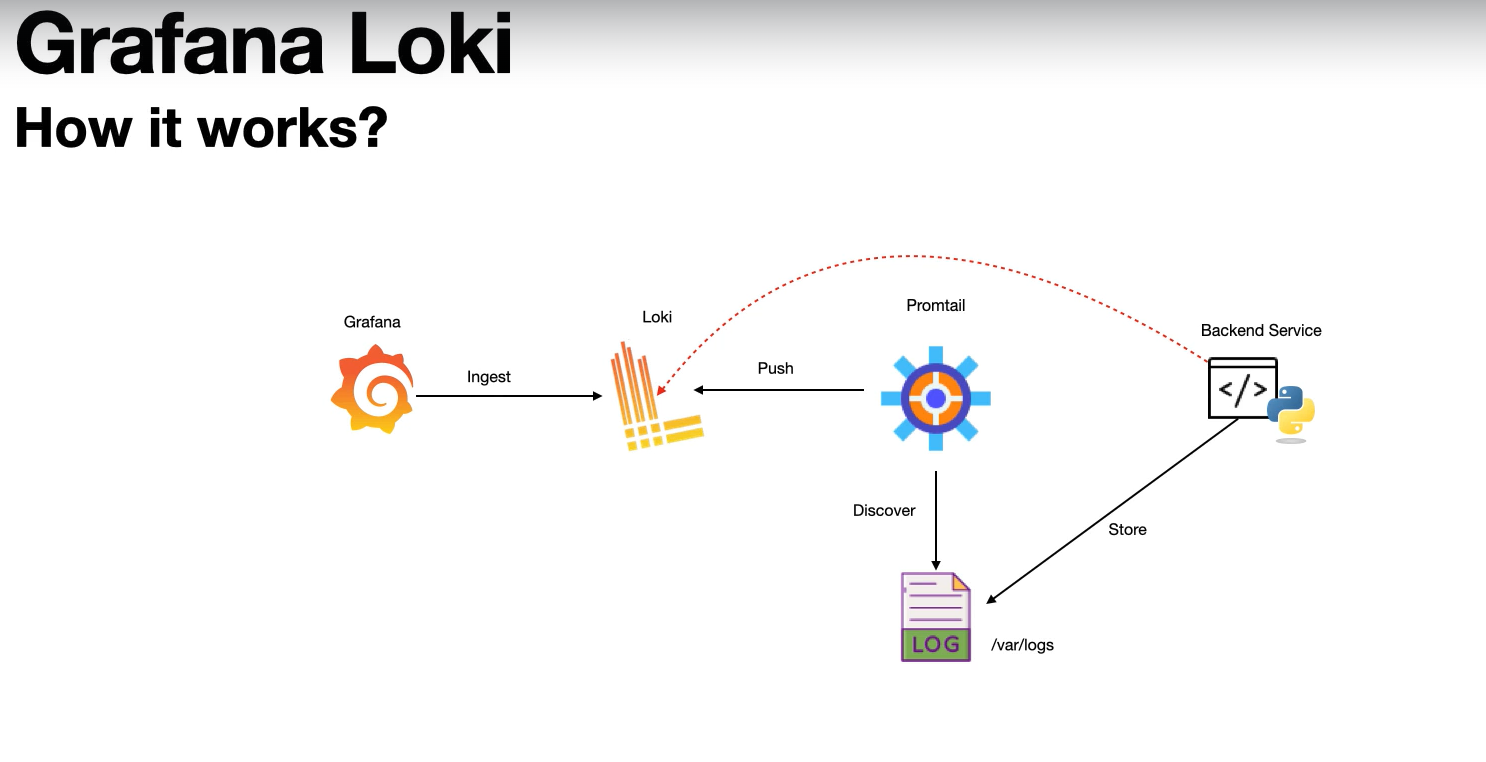 Grafana Loki
How it works?
Grafana
Ingest
Loki
Push
Promtail
Backend Service
</>
Discover
Store
LOG
/var/logs